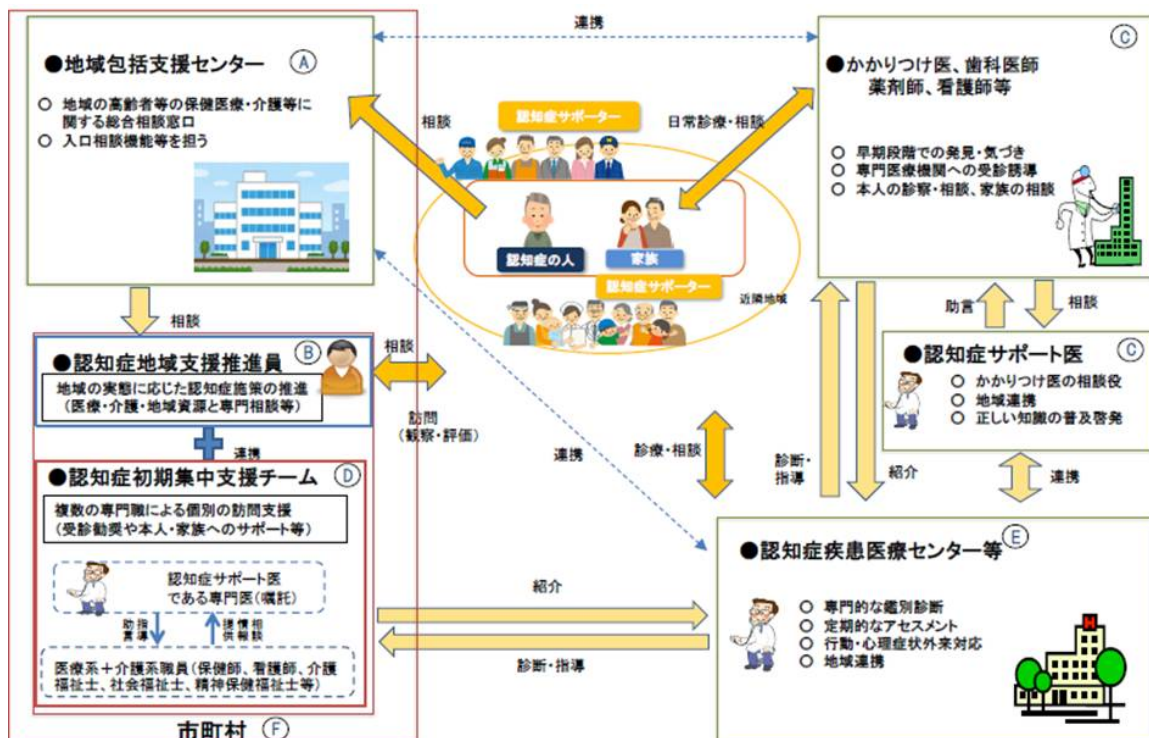 連携
●地域包括支援センター Ⓐ
○ 地域の高齢者等の保健医療・介護等に
関する総合相談窓口
○ 入口相談機能等を担う
相談
認知症サポーター
日常診療・相談
認知症の人
家族
認知症サポーター
近隣地域
Ⓒ
●かかりつけ医、歯科医師
薬剤師、看護師等
○ 早期段階での発見・気づき
○ 専門医療機関への受診誘導
○ 本人の診察・相談、家族の相談
相談
助言
相談
●認知症地域支援推進員 Ⓑ
地域の実態に応じた認知症施策の推進
(医療・介護・地域資源と専門相談等)
相談
訪問
(観察・評価)
連携
●認知症サポート医 Ⓒ
○ かかりつけ医の相談役
○ 地域連携
○ 正しい知識の普及啓発
連携
診療・相談
診断・
指導
紹介
連携
●認知症初期集中支援チーム Ⓓ
複数の専門職による個別の訪問支援
(受診勧奨や本人・家族へのサポート等)
認知症サポート医
である専門医(嘱託)
助言
指導
提供
情報
相談
医療系+介護系職員(保健師、看護師、介護
福祉士、社会福祉士、精神保健福祉士等)
市町村 Ⓕ
紹介
診断・指導
●認知症疾患医療センター等 Ⓔ
○ 専門的な鑑別診断
○ 定期的なアセスメント
○ 行動・心理症状外来対応
○ 地域連携
H